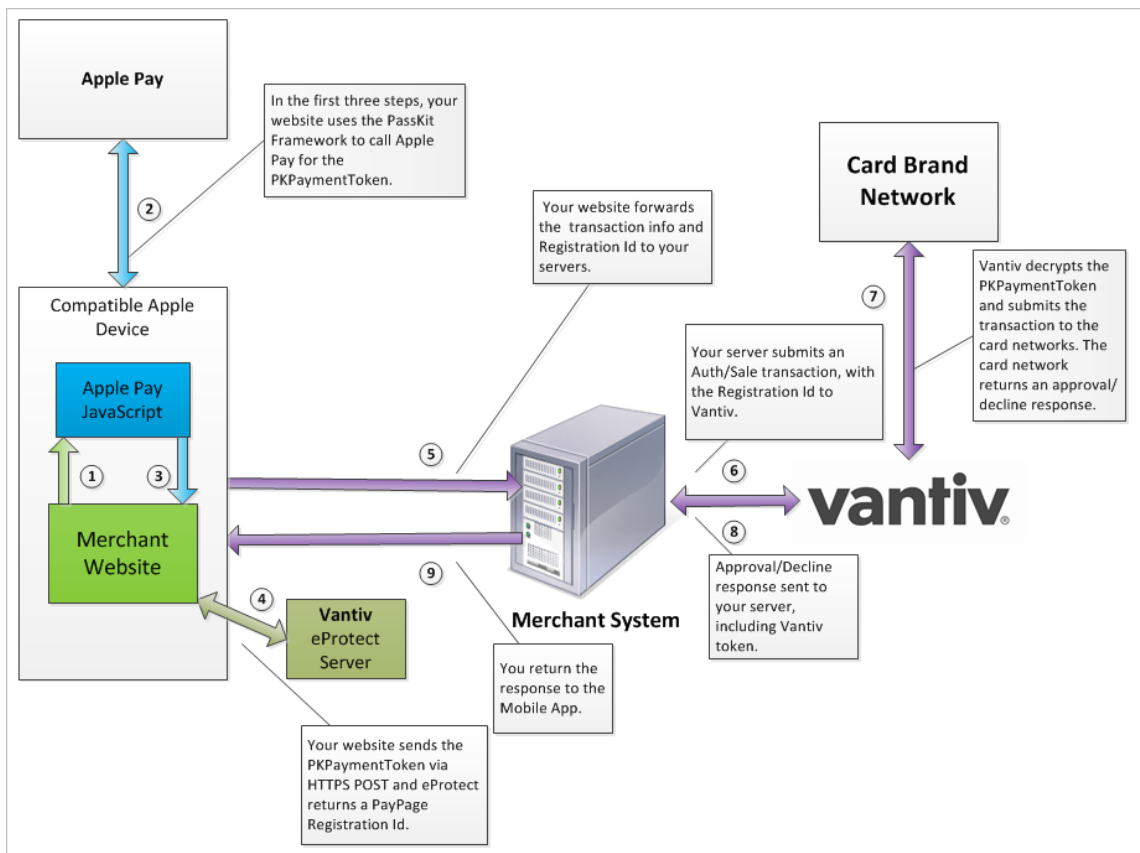 Apple Pay
In the first three steps, your
website uses the PassKit
Framework to call Apple
Pay for the
PKPaymentToken.
2
Card Brand
Network
Your website forwards
the transaction info and
Registration Id to your
servers.
Vantiv decrypts the
PKPaymentToken
and submits the
transaction to the
card networks. The
card network
returns an approval/
decline response.
7
Compatible Apple
Device
Apple Pay
JavaScript
1
3
Merchant
Website
Your server submits an
Auth/Sale transaction, with
the Registration Id to
Vantiv.
5
6
vantiv®
8
9
4
Vantiv
eProtect
Server
Merchant System
Approval/Decline
response sent to
your server,
including Vantiv
token.
You return the
response to the
Mobile App.
Your website sends the
PKPaymentToken via
HTTPS POST and eProtect
returns a PayPage
Registration Id.